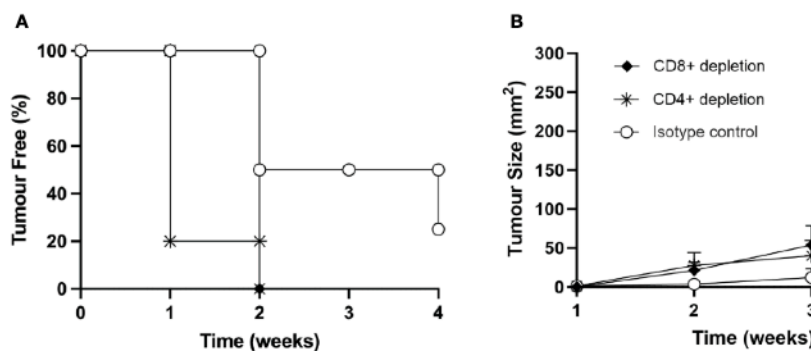 A
Tumour Free (%)
100
80
60
40
20
0
0 1 2 3 4
Time (weeks)
B
Tumour Size (mm²)
300
250
200
150
100
50
0
CD8+ depletion
CD4+ depletion
Isotype control
1 2 3
Time (weeks